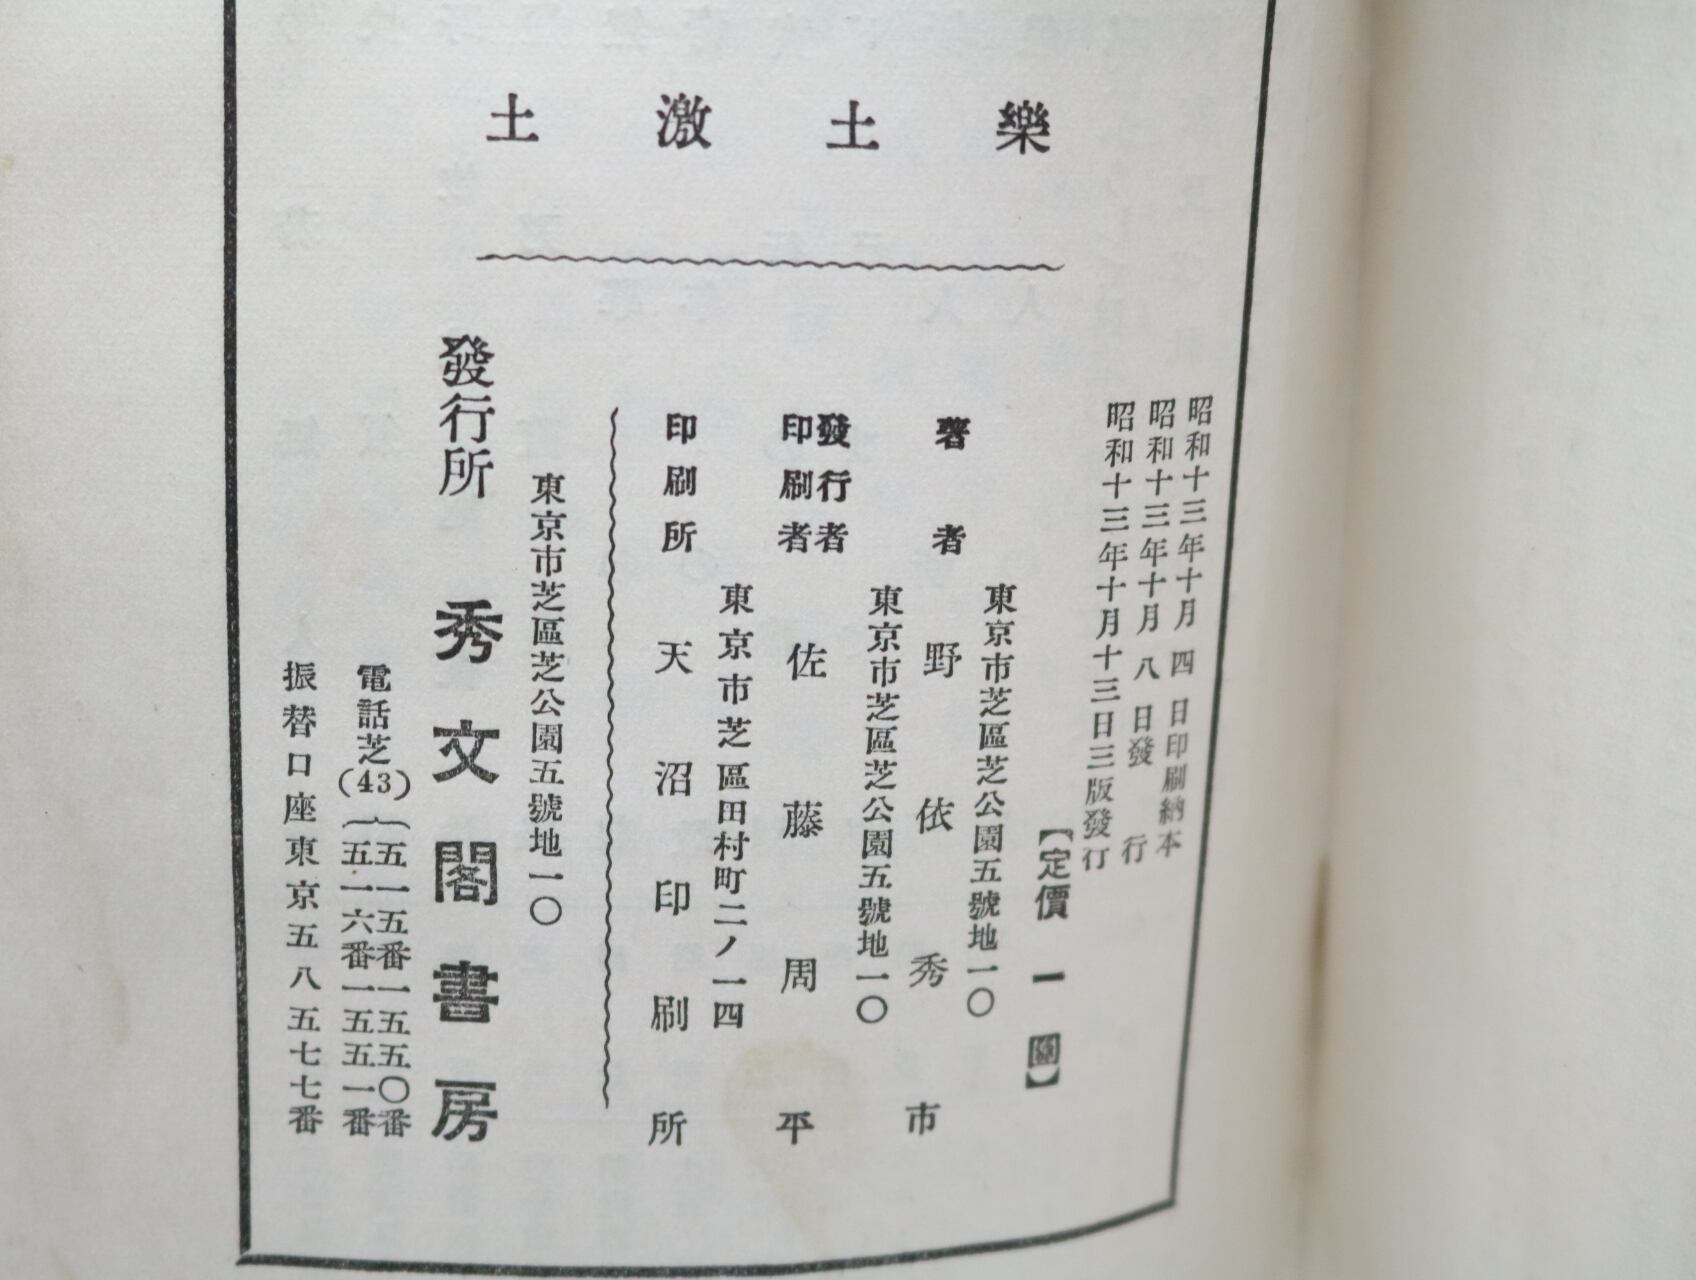 樂土激土
昭和十三年十月四日印刷納本
昭和十三年十月八日發行
昭和十三年十月十三日三版發行
【定價一圓】
東京市芝區芝公園五號地一〇
著者 野依秀市
東京市芝區芝公園五號地一〇
發行者
印刷者 佐藤周平
東京市芝區田村町二ノ一四
印刷所 天沼印刷所
東京市芝區芝公園五號地一〇
發行所 秀文閣書房
電話芝(43){五一五番一五五〇番
五一六番一五五一番
振替口座東京五八五七七番